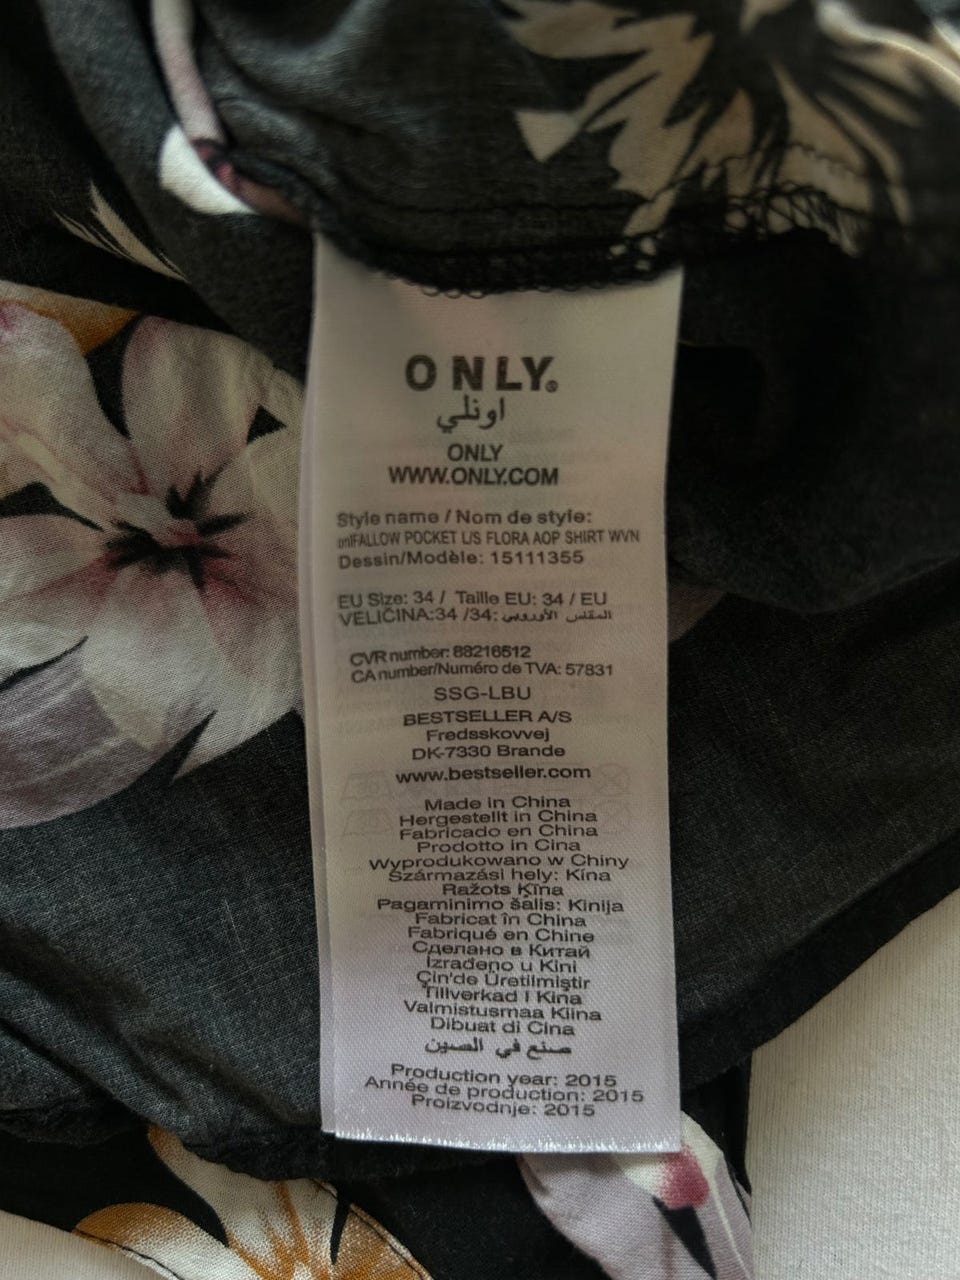 ONLY®
اونلي
ONLY
WWW.ONLY.COM
Style name / Nom de style:
onlFALLOW POCKET L/S FLORA AOP SHIRT WVN
Dessin/Modèle: 15111355
EU Size: 34 / Taille EU: 34 / EU
VELIČINA:34 /34: المقاس الأوروبي
CVR number: 88216512
CA number/Numéro de TVA: 57831
SSG-LBU
BESTSELLER A/S
Fredsskovvej
DK-7330 Brande
www.bestseller.com
Made in China
Hergestellt in China
Fabricado en China
Prodotto in Cina
Wyprodukowano w Chiny
Származási hely: Kína
Ražots Ķīna
Pagaminimo šalis: Kinija
Fabricat în China
Fabriqué en Chine
Сделано в Китай
Izrađeno u Kini
Çin'de Üretilmiştir
Tillverkad I Kina
Valmistusmaa Kiina
Dibuat di Cina
صنع في الصين
Production year: 2015
Année de production: 2015
Proizvodnje: 2015